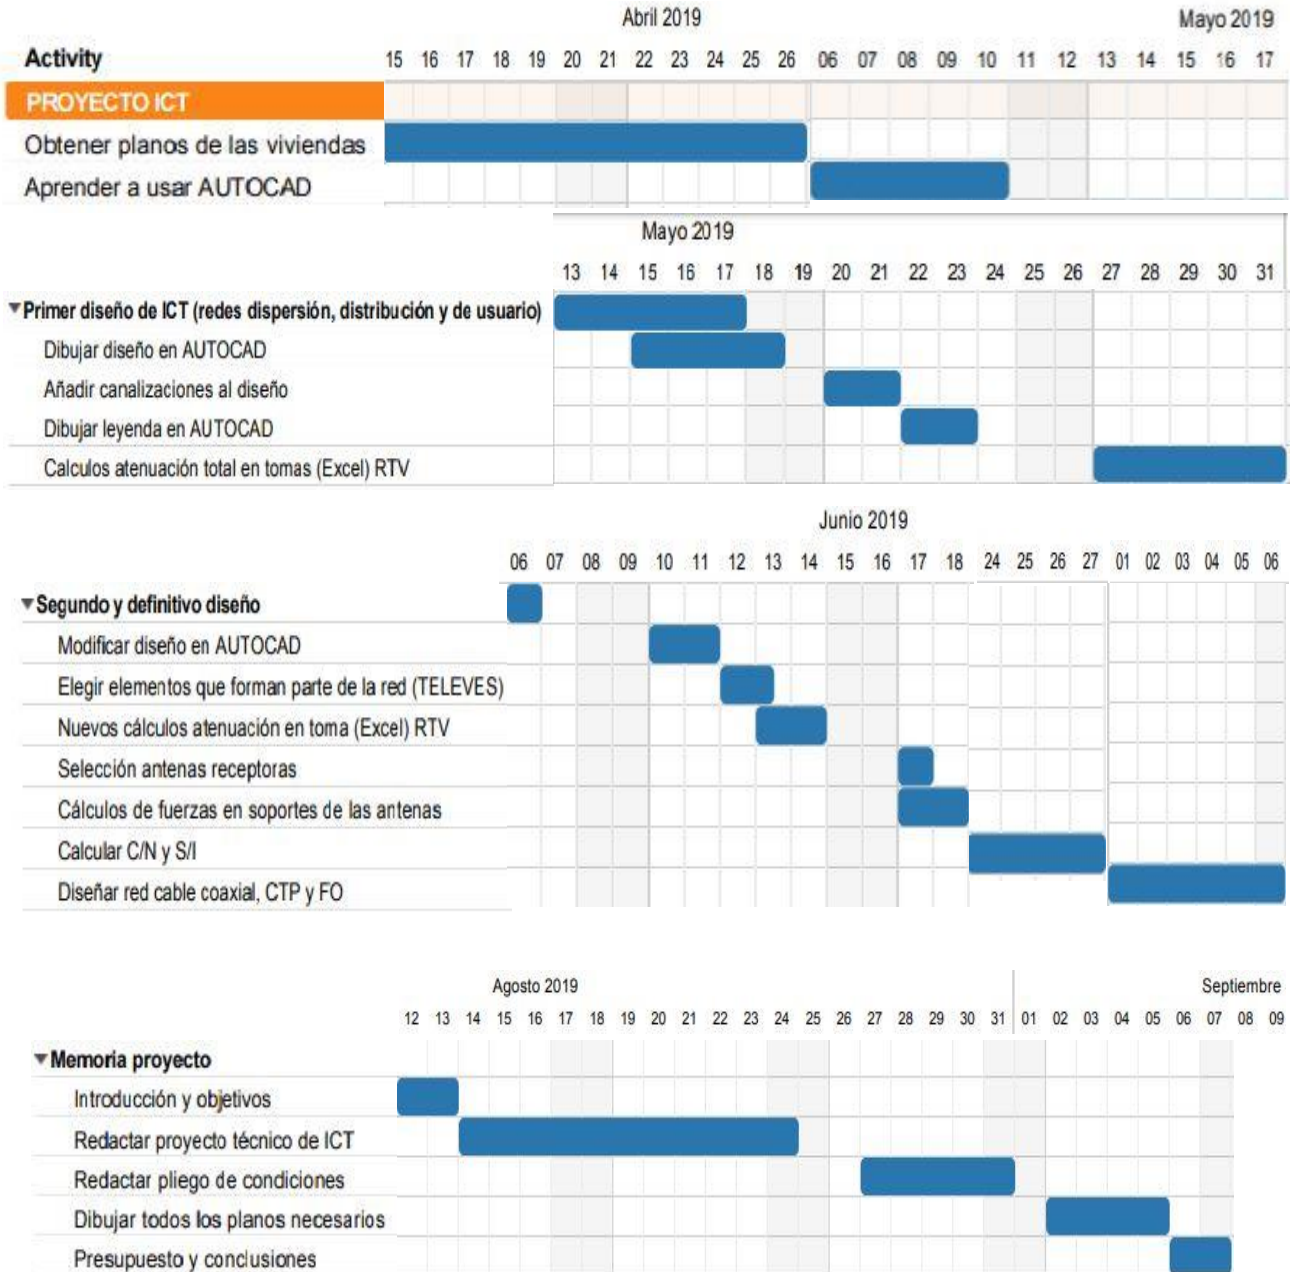 Abril 2019 Mayo 2019
Activity 15 16 17 18 19 20 21 22 23 24 25 26 06 07 08 09 10 11 12 13 14 15 16 17
PROYECTO ICT
Obtener planos de las viviendas
Aprender a usar AUTOCAD
Mayo 2019
13 14 15 16 17 18 19 20 21 22 23 24 25 26 27 28 29 30 31
Primer diseño de ICT (redes dispersión, distribución y de usuario)
Dibujar diseño en AUTOCAD
Añadir canalizaciones al diseño
Dibujar leyenda en AUTOCAD
Calculos atenuación total en tomas (Excel) RTV
Junio 2019
06 07 08 09 10 11 12 13 14 15 16 17 18 24 25 26 27 01 02 03 04 05 06
Segundo y definitivo diseño
Modificar diseño en AUTOCAD
Elegir elementos que forman parte de la red (TELEVES)
Nuevos cálculos atenuación en toma (Excel) RTV
Selección antenas receptoras
Cálculos de fuerzas en soportes de las antenas
Calcular C/N y S/I
Diseñar red cable coaxial, CTP y FO
Agosto 2019 Septiembre
12 13 14 15 16 17 18 19 20 21 22 23 24 25 26 27 28 29 30 31 01 02 03 04 05 06 07 08 09
Memoria proyecto
Introducción y objetivos
Redactar proyecto técnico de ICT
Redactar pliego de condiciones
Dibujar todos los planos necesarios
Presupuesto y conclusiones